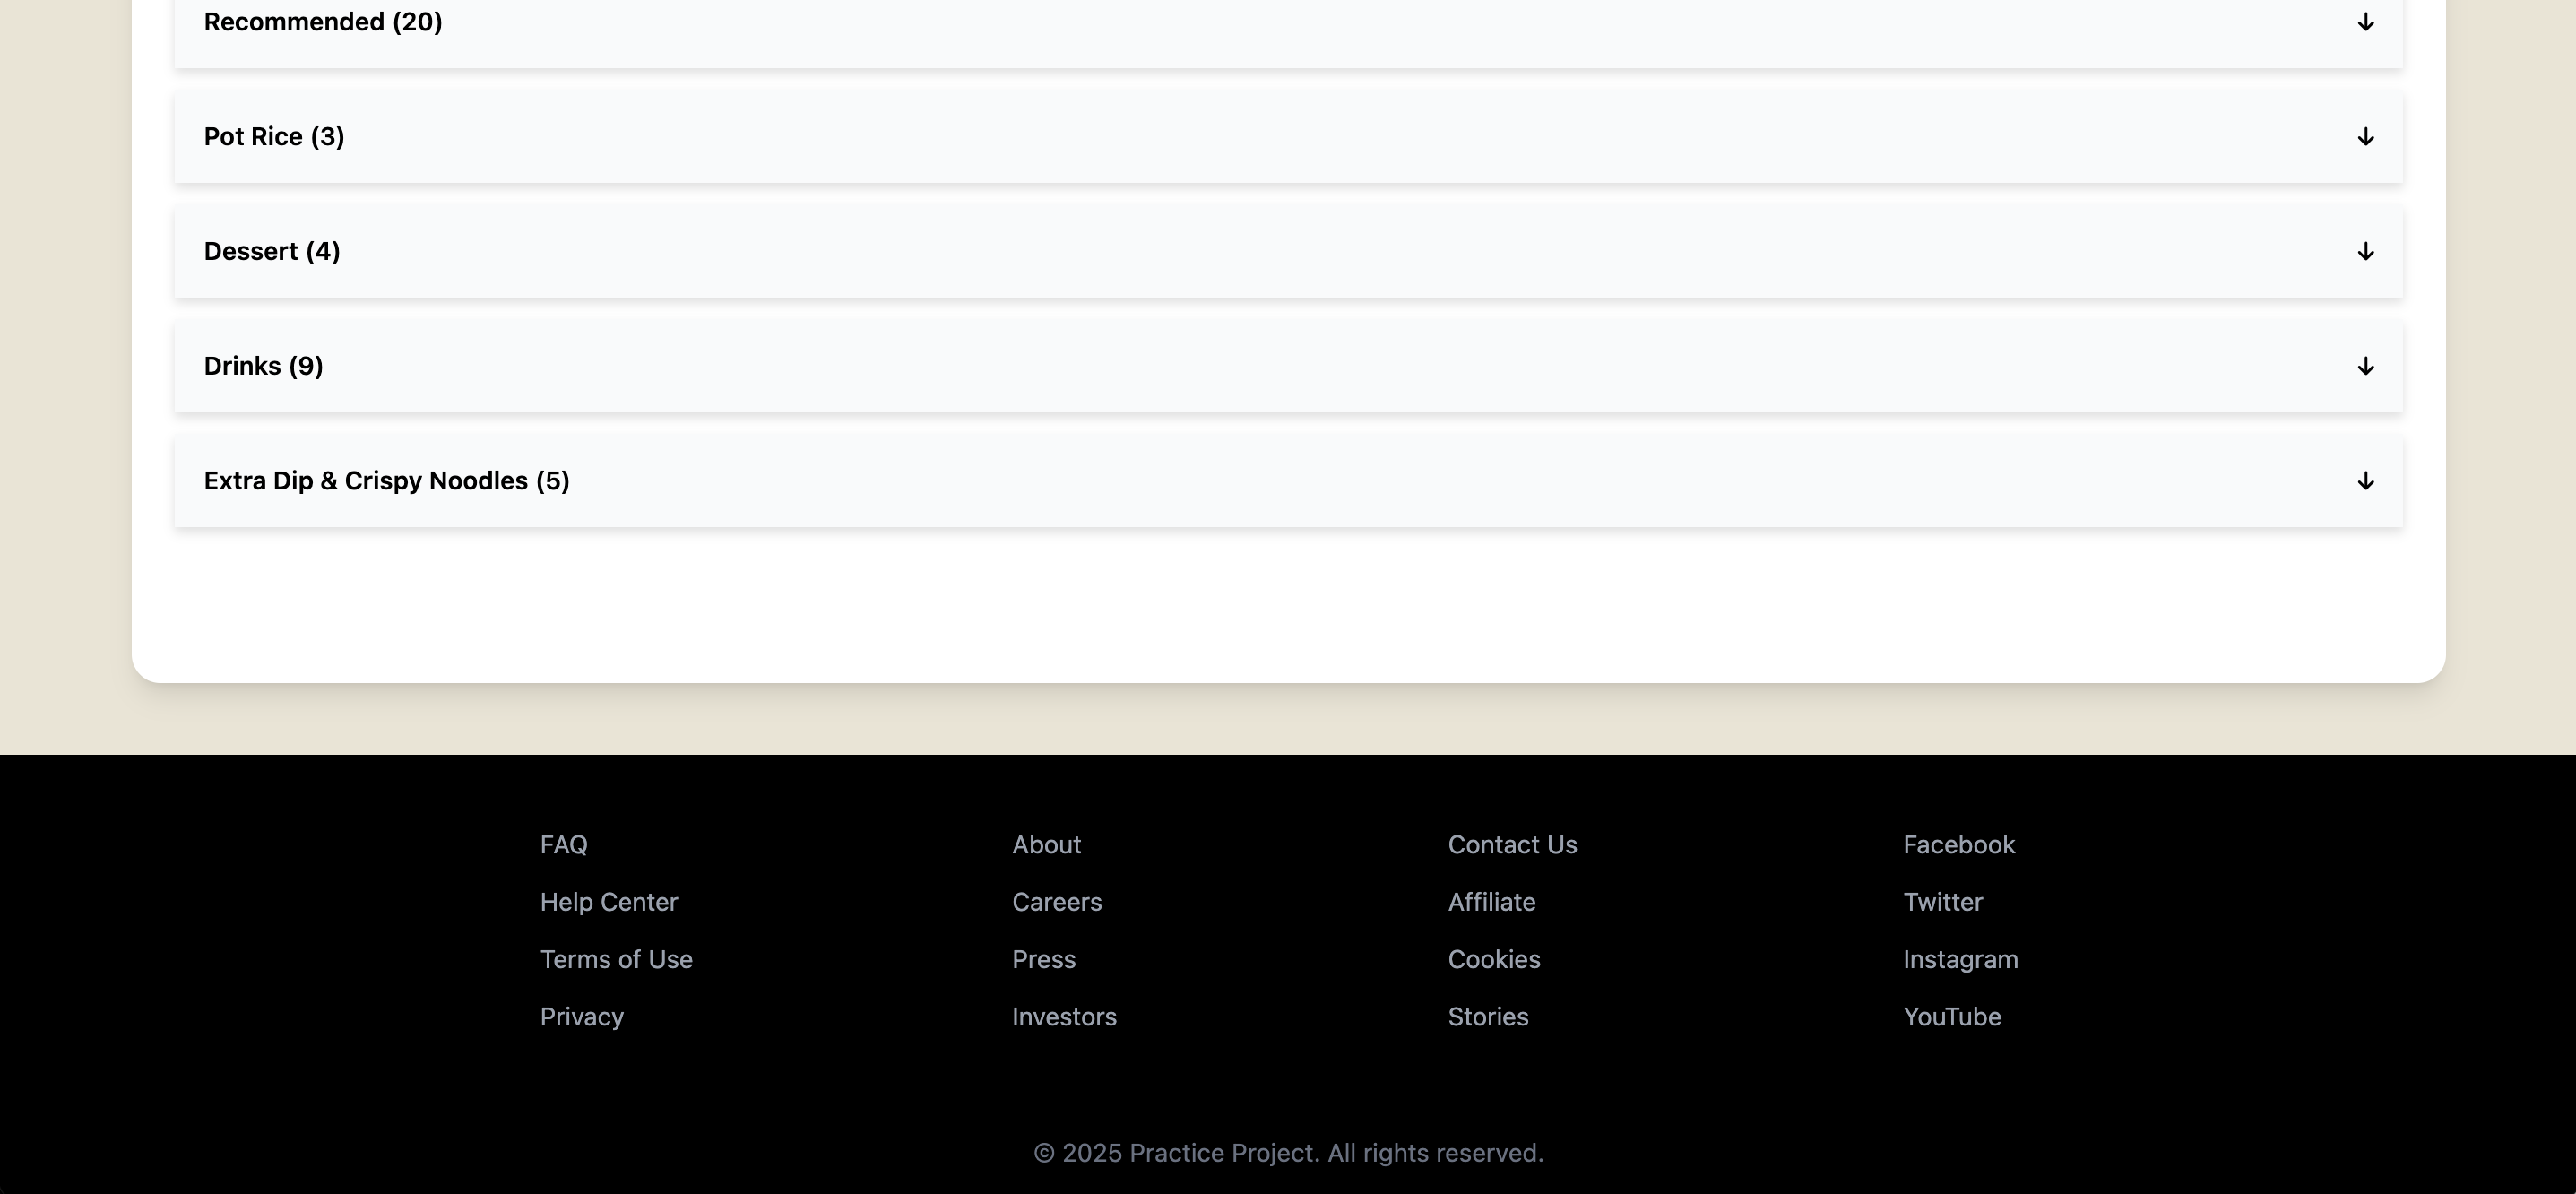 Recommended (20)
Pot Rice (3)
Dessert (4)
Drinks (9)
Extra Dip & Crispy Noodles (5)
FAQ
Help Center
Terms of Use
Privacy
About
Careers
Press
Investors
Contact Us
Affiliate
Cookies
Stories
Facebook
Twitter
Instagram
YouTube
© 2025 Practice Project. All rights reserved.